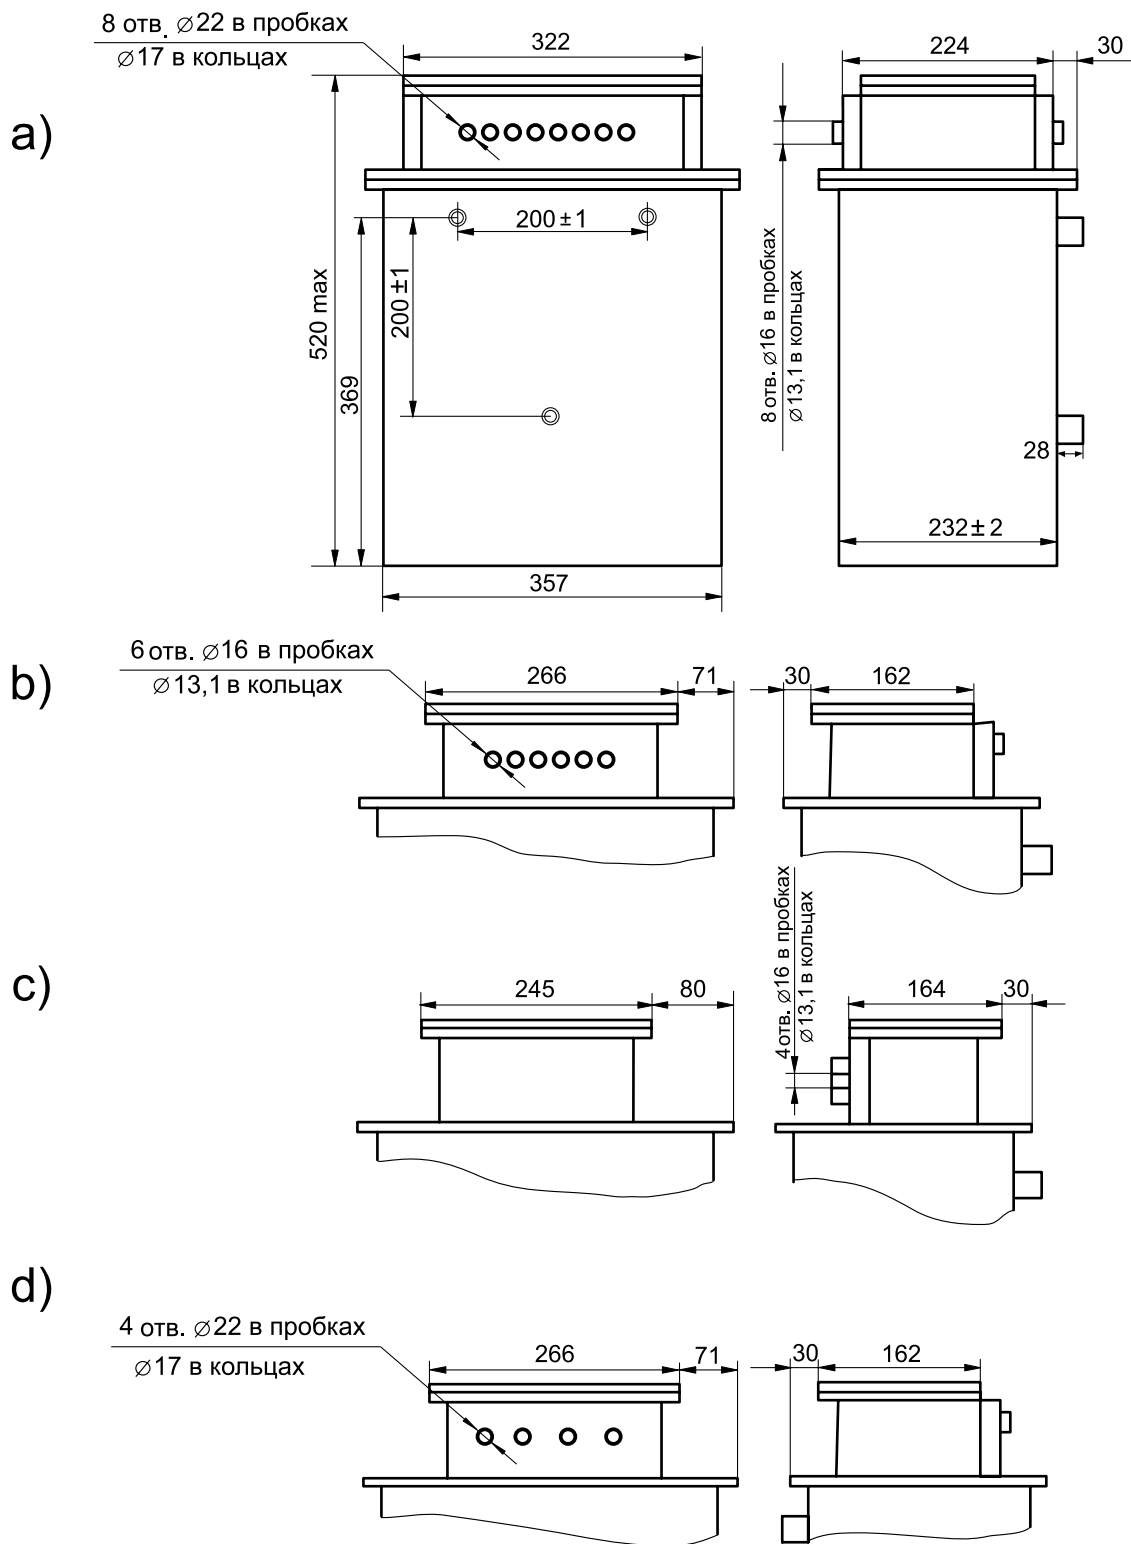 8 отв. ⌀22 в пробках
⌀17 в кольцах
322
224
30
a)
520 max
369
200 ±1
200 ±1
8 отв. ⌀16 в пробках
⌀13,1 в кольцах
28
232 ± 2
357
b)
6 отв. ⌀16 в пробках
⌀13,1 в кольцах
266
71
30
162
c)
245
80
4 отв. ⌀16 в пробках
⌀13,1 в кольцах
164
30
d)
4 отв. ⌀22 в пробках
⌀17 в кольцах
266
71
30
162